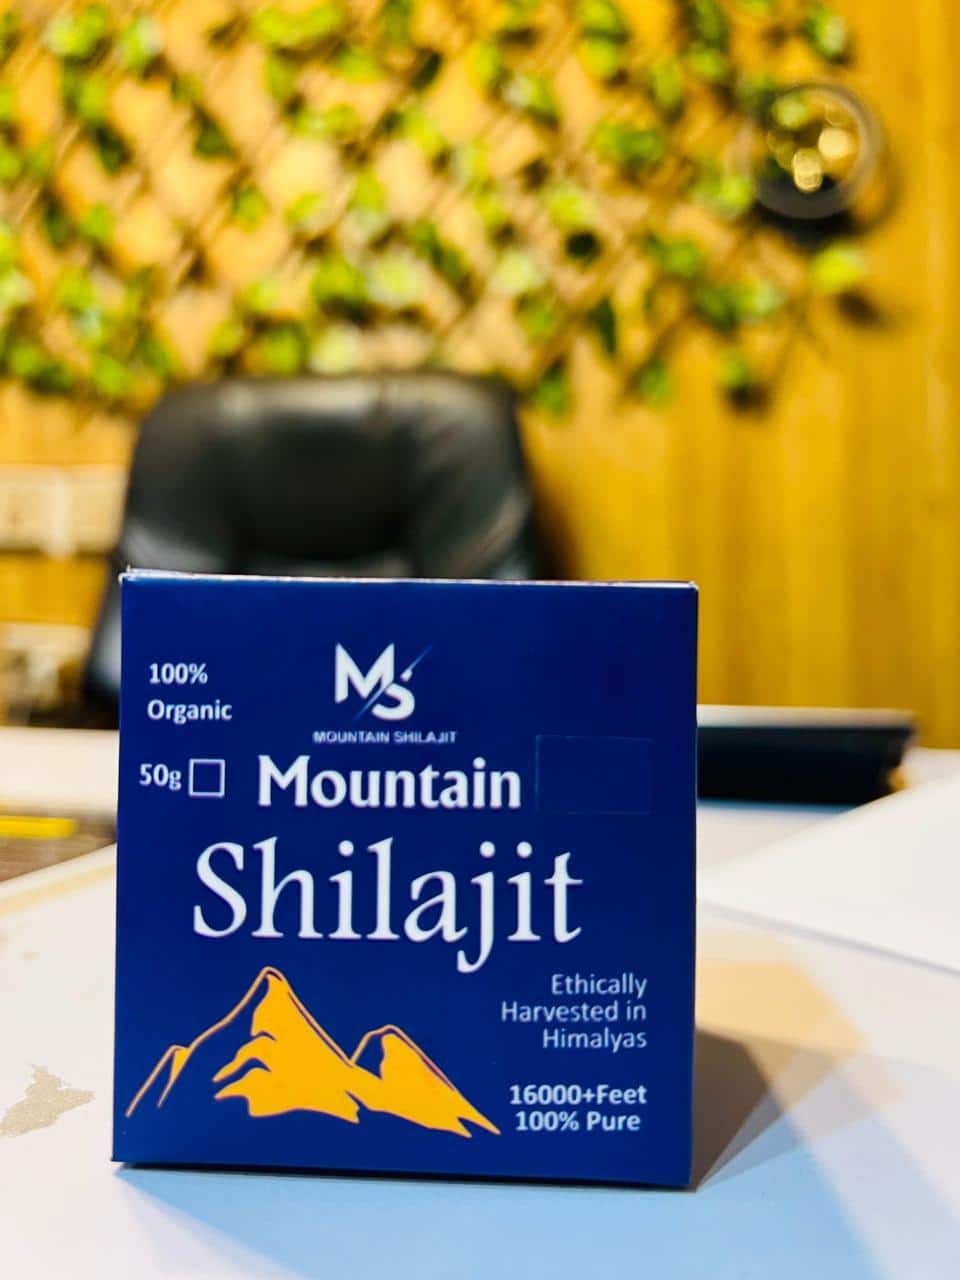 100%
Organic
MS
MOUNTAIN SHILAJIT
50g
Mountain
Shilajit
Ethically
Harvested in
Himalyas
16000+Feet
100% Pure